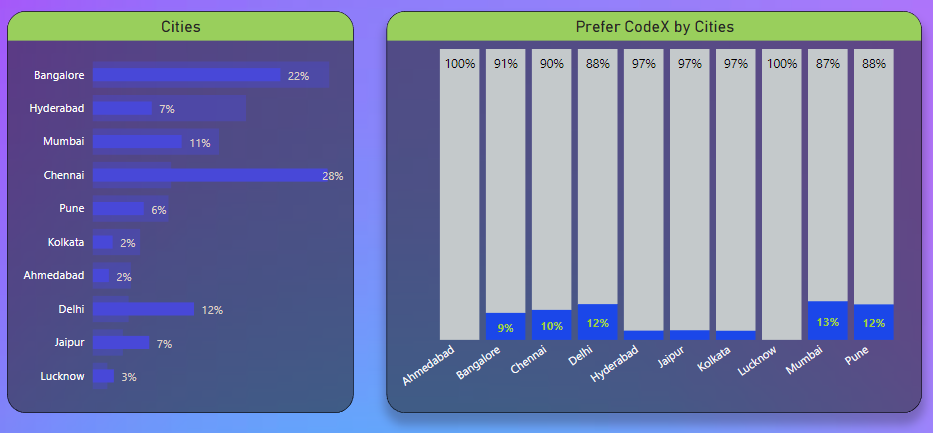 Cities
Bangalore 22%
Hyderabad 7%
Mumbai 11%
Chennai 28%
Pune 6%
Kolkata 2%
Ahmedabad 2%
Delhi 12%
Jaipur 7%
Lucknow 3%
Prefer CodeX by Cities
100% 91% 90% 88% 97% 97% 97% 100% 87% 88%
9% 10% 12% 13% 12%
Ahmedabad Bangalore Chennai Delhi Hyderabad Jaipur Kolkata Lucknow Mumbai Pune